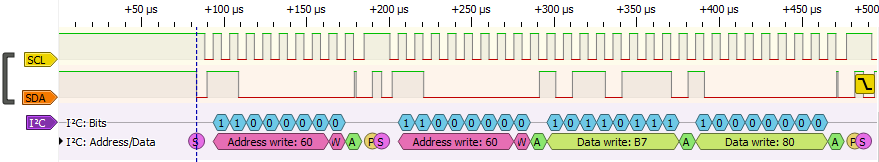 +50 µs +100 µs +150 µs +200 µs +250 µs +300 µs +350 µs +400 µs +450 µs +500
SCL
SDA
I²C I²C: Bits 1 1 0 0 0 0 0 0 1 1 0 0 0 0 0 0 1 0 1 1 0 1 1 1 1 0 0 0 0 0 0 0
I²C: Address/Data S Address write: 60 W A P S Address write: 60 W A Data write: B7 A Data write: 80 A P S